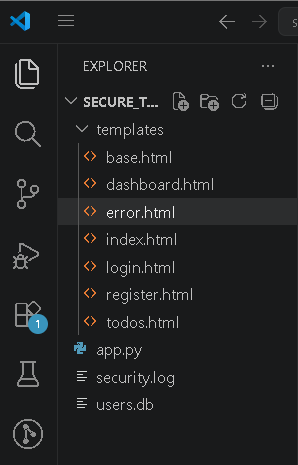 s
EXPLORER
SECURE_T...
templates
base.html
dashboard.html
error.html
index.html
login.html
register.html
todos.html
1
app.py
security.log
users.db